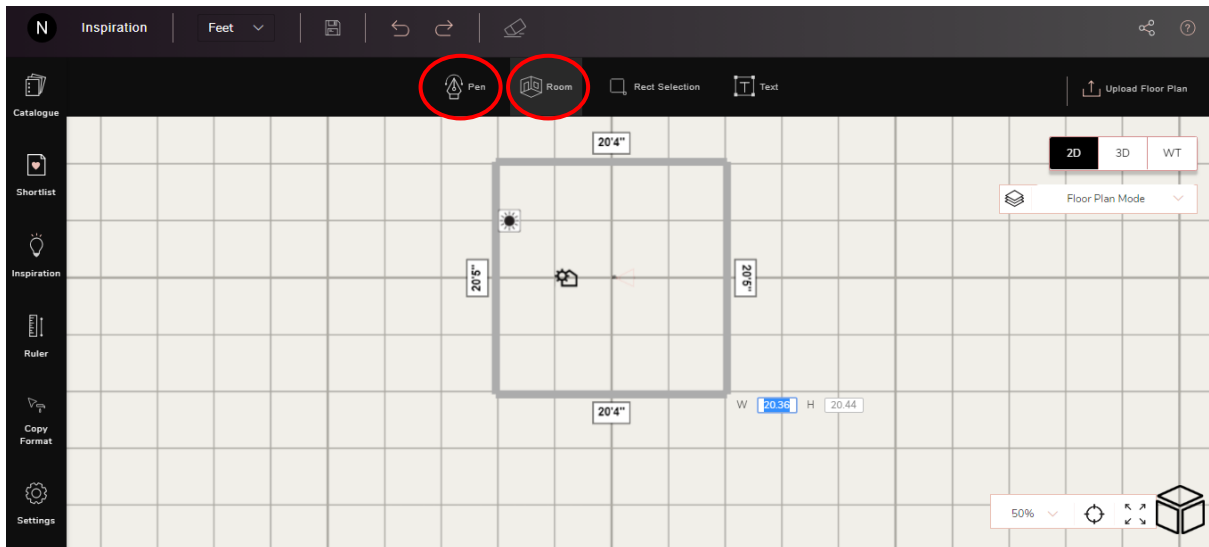 N Inspiration Feet ?
Pen Room Rect Selection T Text Upload Floor Plan
Catalogue
Shortlist
Inspiration
Ruler
Copy
Format
Settings
20'4"
2D 3D WT
Floor Plan Mode
20'5"
20'5"
20'4"
W 20.36 H 20.44
50%